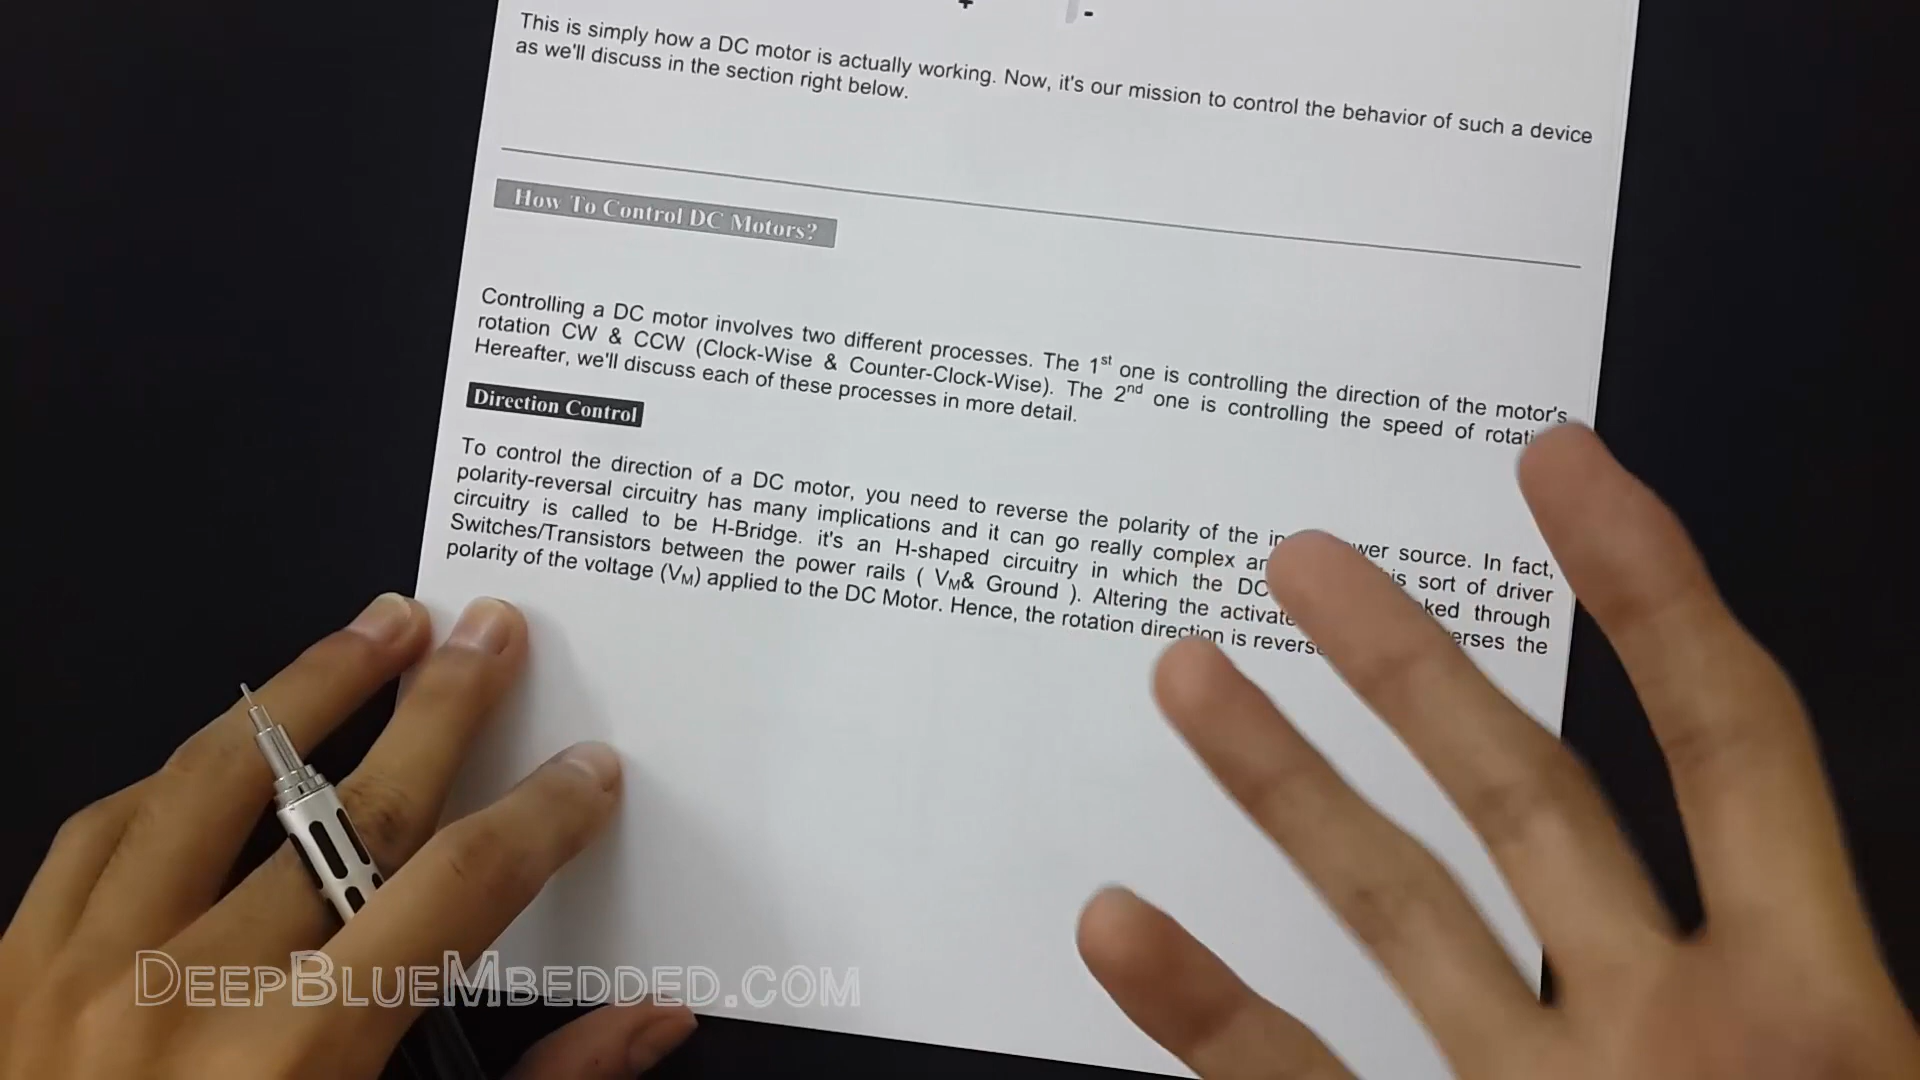 + -
This is simply how a DC motor is actually working. Now, it's our mission to control the behavior of such a device
as we'll discuss in the section right below.
How To Control DC Motors?
Controlling a DC motor involves two different processes. The 1st one is controlling the direction of the motor's
rotation CW & CCW (Clock-Wise & Counter-Clock-Wise). The 2nd one is controlling the speed of
Hereafter, we'll discuss each of these processes in more detail.
Direction Control
To control the direction of a DC motor, you need to reverse the polarity of the source. In fact,
polarity-reversal circuitry has many implications and it can go really complex sort of driver
circuitry is called to be H-Bridge. it's an H-shaped circuitry in which the DC through
Switches/Transistors between the power rails ( VM& Ground ). Altering the the
polarity of the voltage (VM) applied to the DC Motor. Hence, the rotation direction is
DEEPBLUEMBEDDED.COM